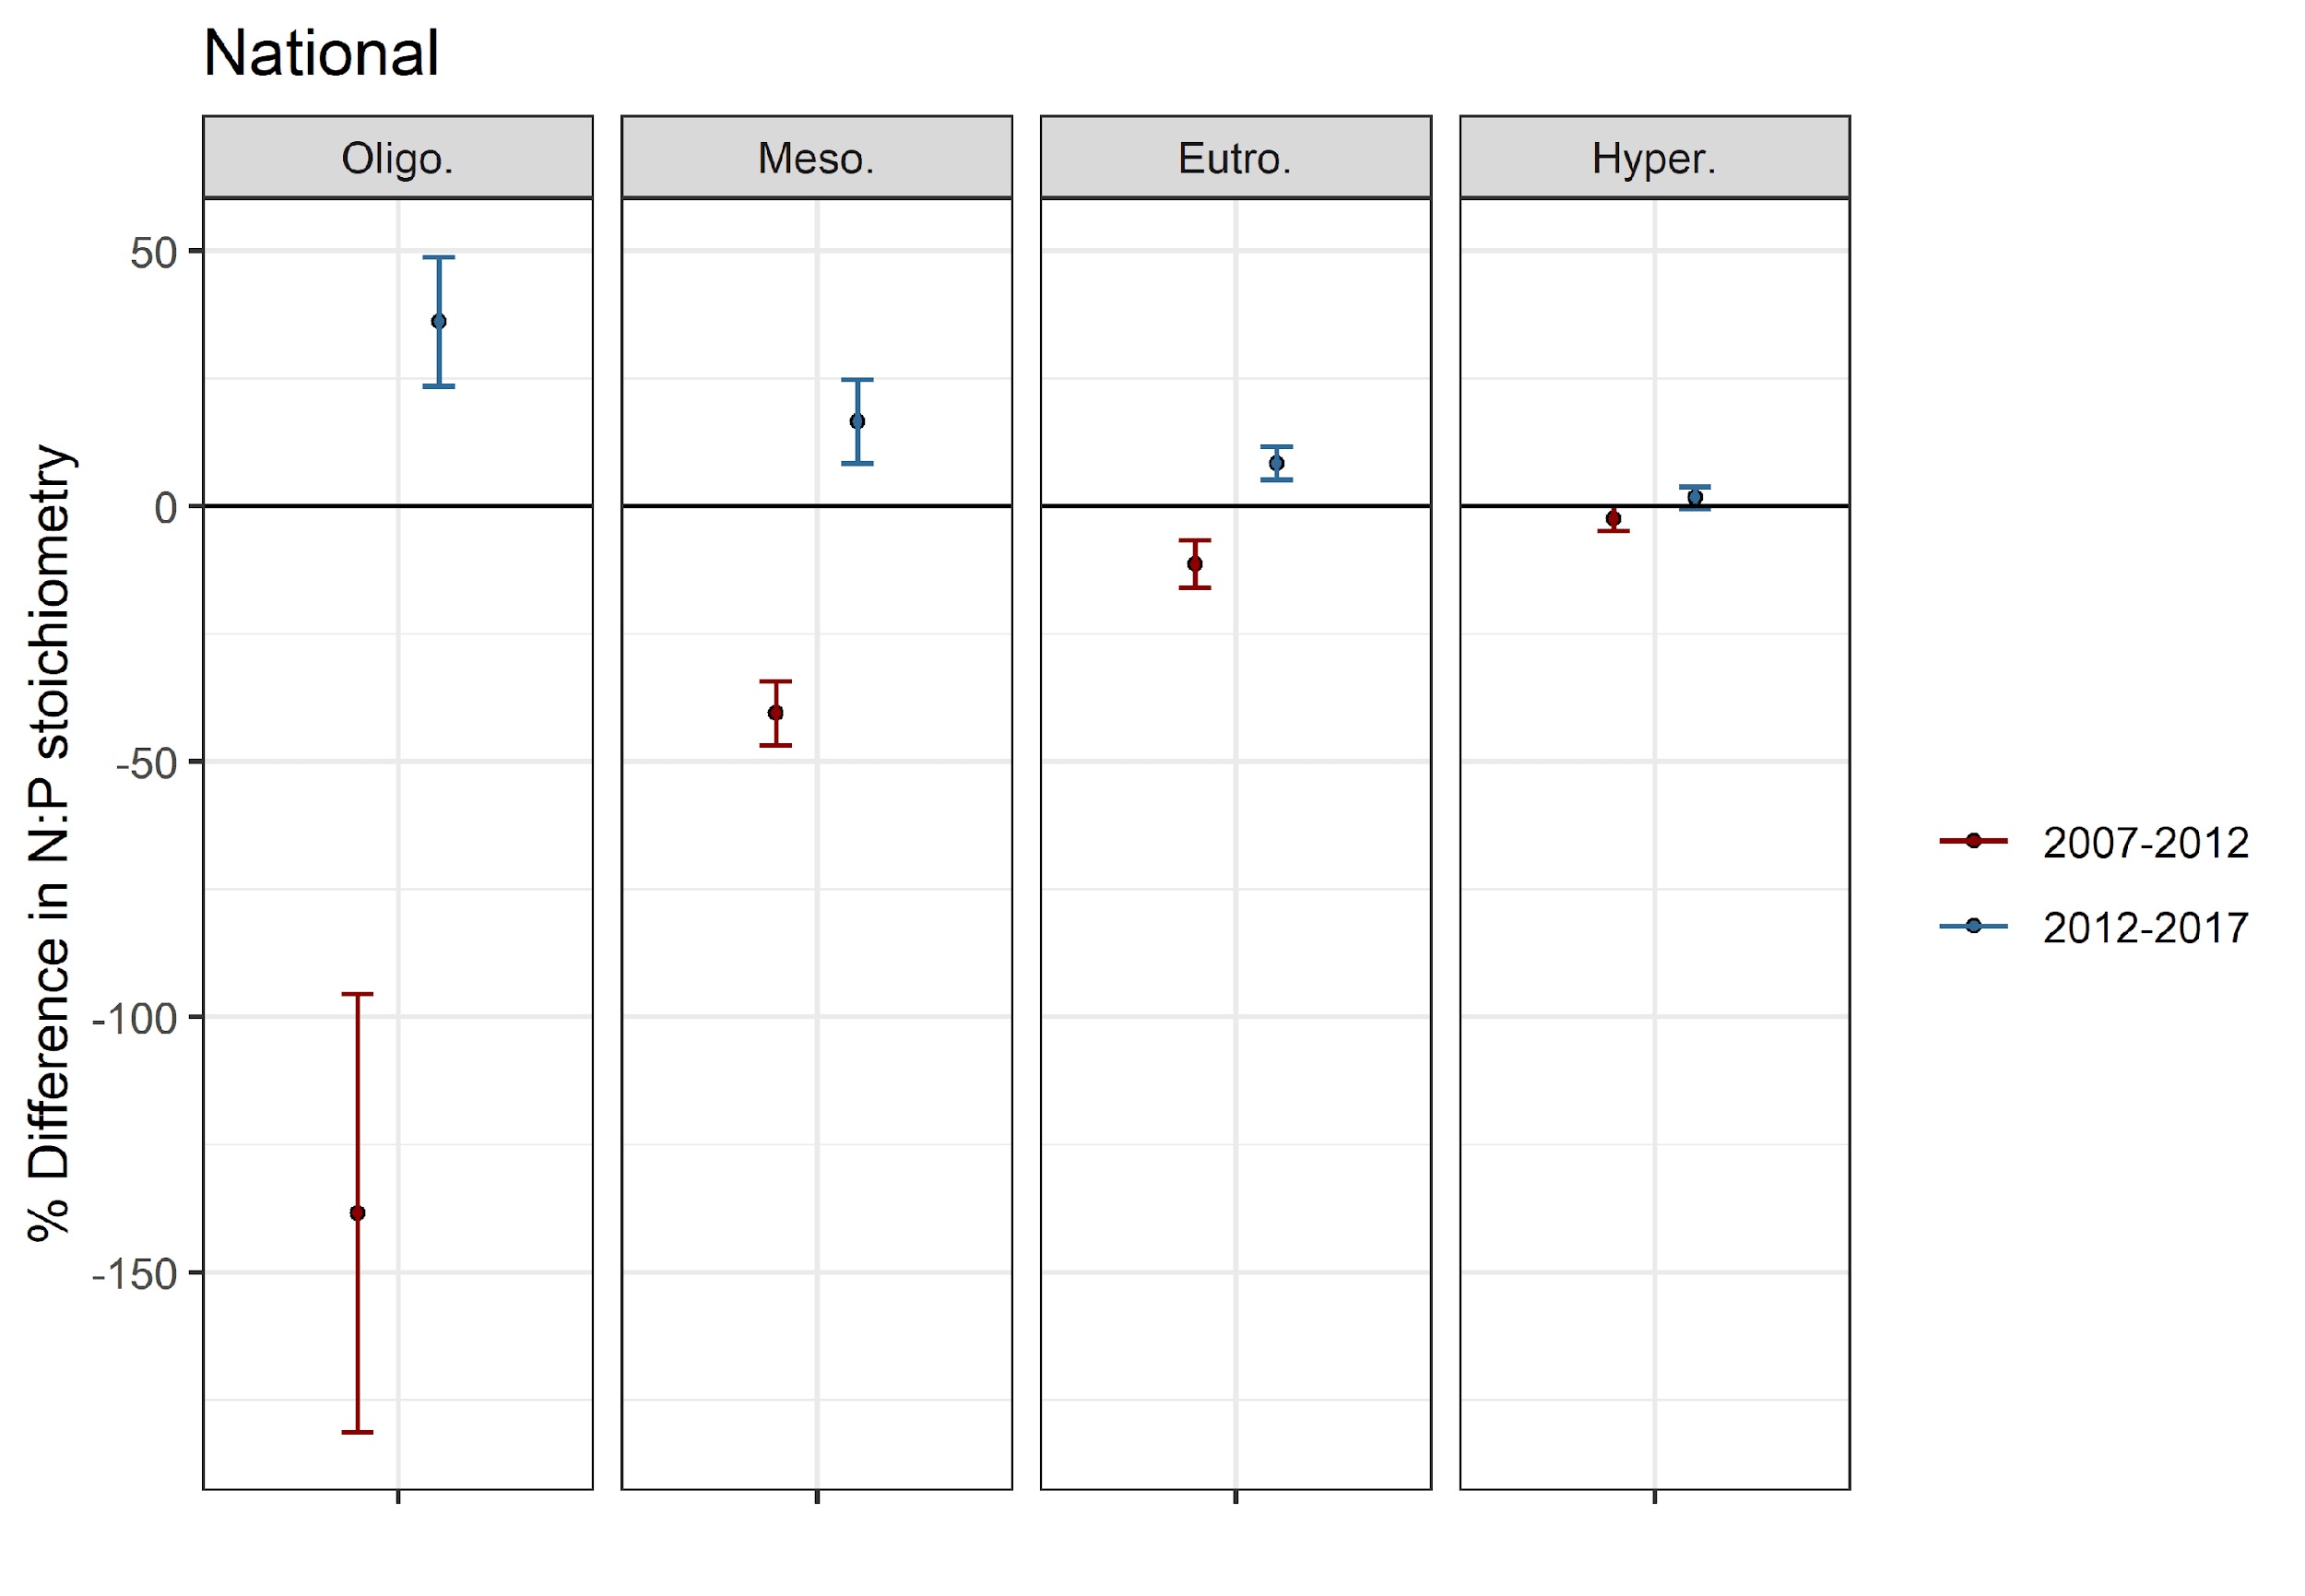 National
Oligo.
Meso.
Eutro.
Hyper.
% Difference in N:P stoichiometry
50
0
-50
-100
-150
2007-2012
2012-2017